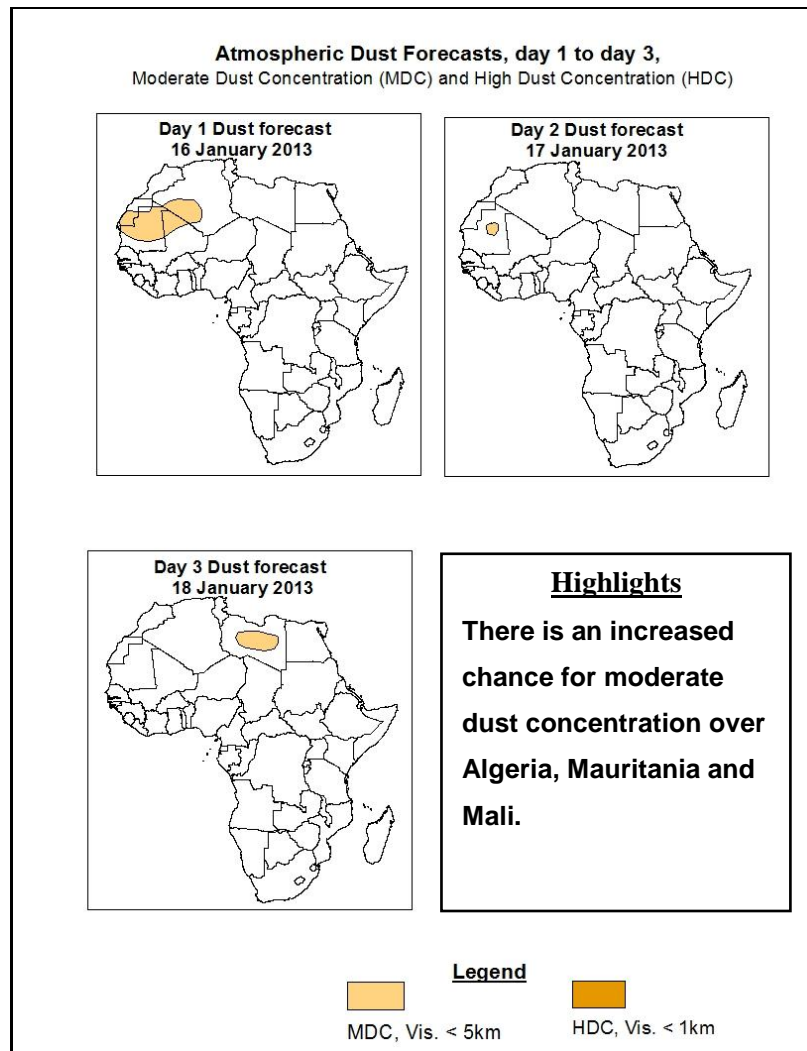 Atmospheric Dust Forecasts, day 1 to day 3,
Moderate Dust Concentration (MDC) and High Dust Concentration (HDC)
Day 1 Dust forecast
16 January 2013
Day 2 Dust forecast
17 January 2013
Day 3 Dust forecast
18 January 2013
Highlights
There is an increased
chance for moderate
dust concentration over
Algeria, Mauritania and
Mali.
Legend
MDC, Vis. < 5km
HDC, Vis. < 1km